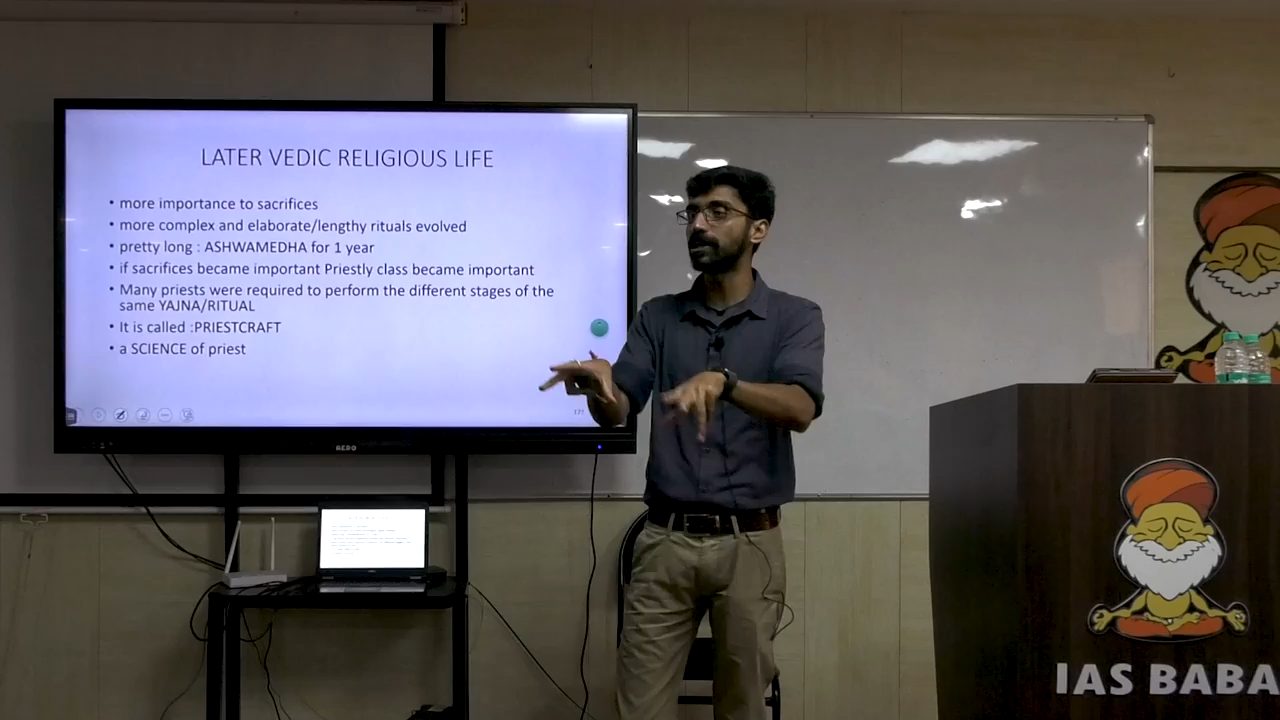 LATER VEDIC RELIGIOUS LIFE
• more importance to sacrifices
• more complex and elaborate/lengthy rituals evolved
• pretty long : ASHWAMEDHA for 1 year
• if sacrifices became important Priestly class became important
• Many priests were required to perform the different stages of the
same YAJNA/RITUAL
• It is called :PRIESTCRAFT
• a SCIENCE of priest
IAS BABA